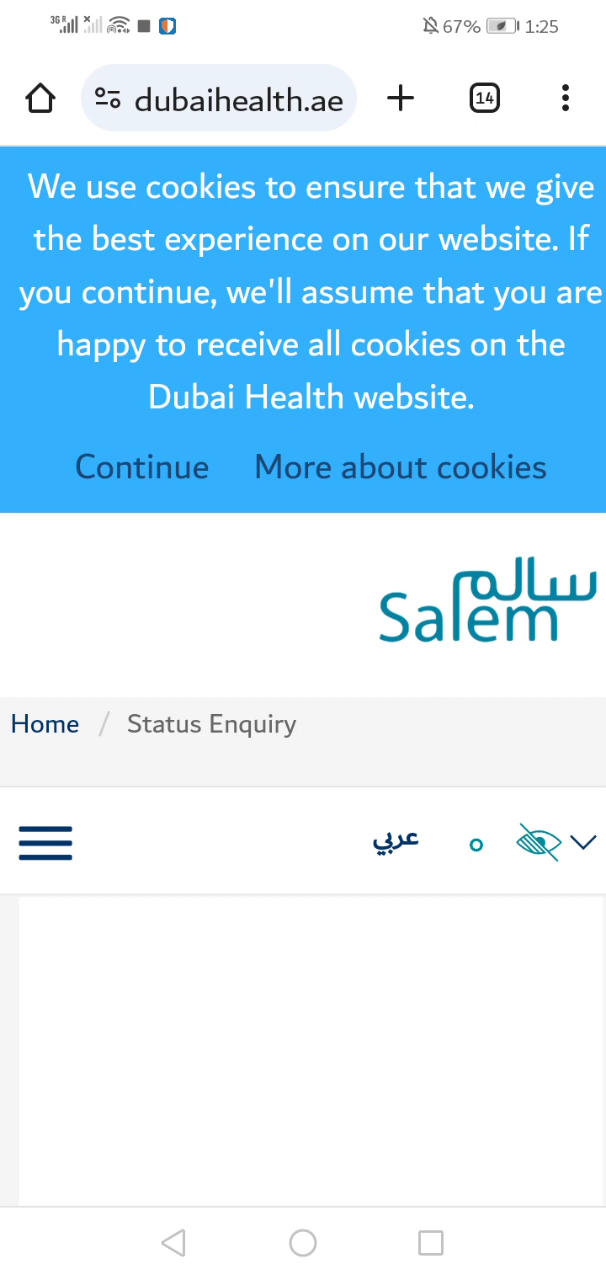 3G R 67% 1:25
dubaihealth.ae 14
We use cookies to ensure that we give
the best experience on our website. If
you continue, we'll assume that you are
happy to receive all cookies on the
Dubai Health website.
Continue More about cookies
سالم
Salem
Home / Status Enquiry
عربي